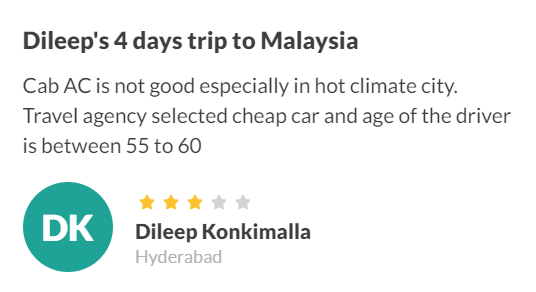 Dileep's 4 days trip to Malaysia
Cab AC is not good especially in hot climate city.
Travel agency selected cheap car and age of the driver
is between 55 to 60
DK
Dileep Konkimalla
Hyderabad